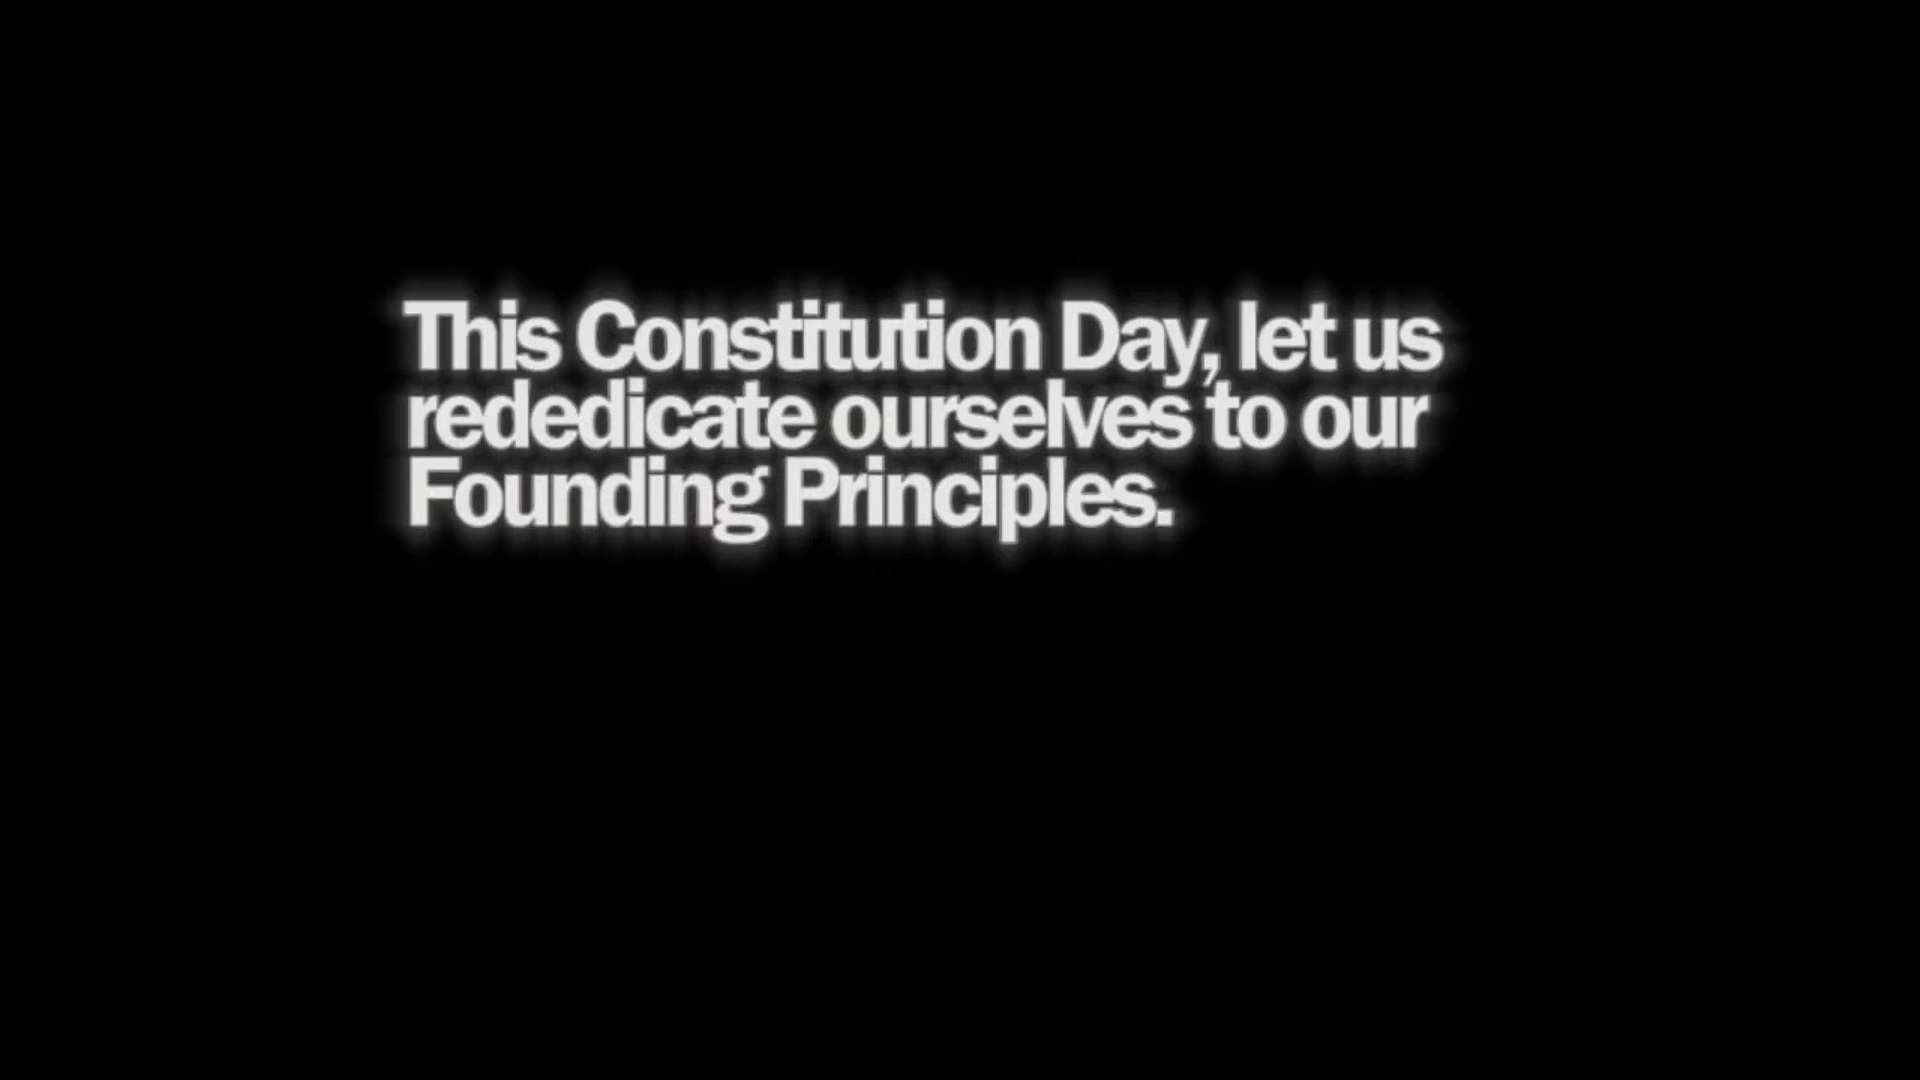 This Constitution Day, let us
rededicate ourselves to our
Founding Principles.